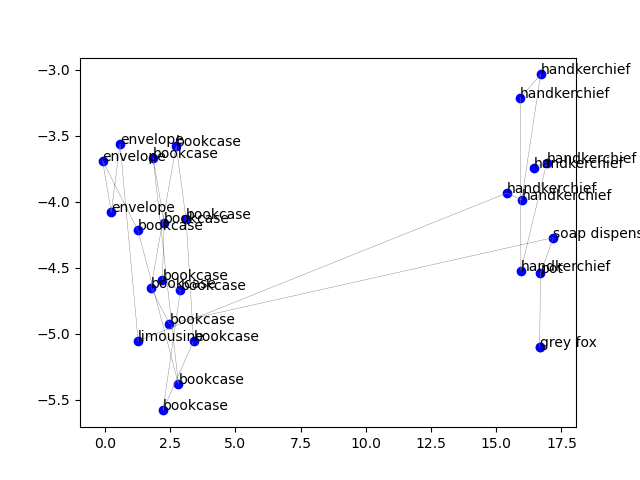 −3.0
handkerchief
handkerchief
−3.5
envelope
bookcase
envelope
bookcase
handkerchief
handkerchief
−4.0
handkerchief
handkerchief
envelope
bookcase
bookcase
bookcase
soap dispens
−4.5
handkerchief
pot
bookcase
bookcase
bookcase
bookcase
−5.0
limousine
bookcase
grey fox
bookcase
−5.5
bookcase
0.0 2.5 5.0 7.5 10.0 12.5 15.0 17.5